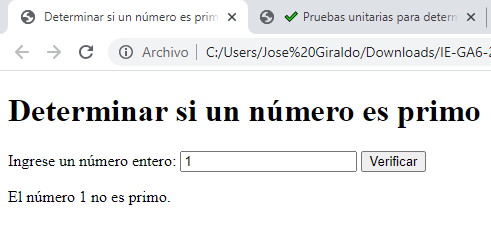 Determinar si un número es prim
Pruebas unitarias para determ
Archivo
C:/Users/Jose%20Giraldo/Downloads/IE-GA6-2
Determinar si un número es primo
Ingrese un número entero: 1 Verificar
El número 1 no es primo.